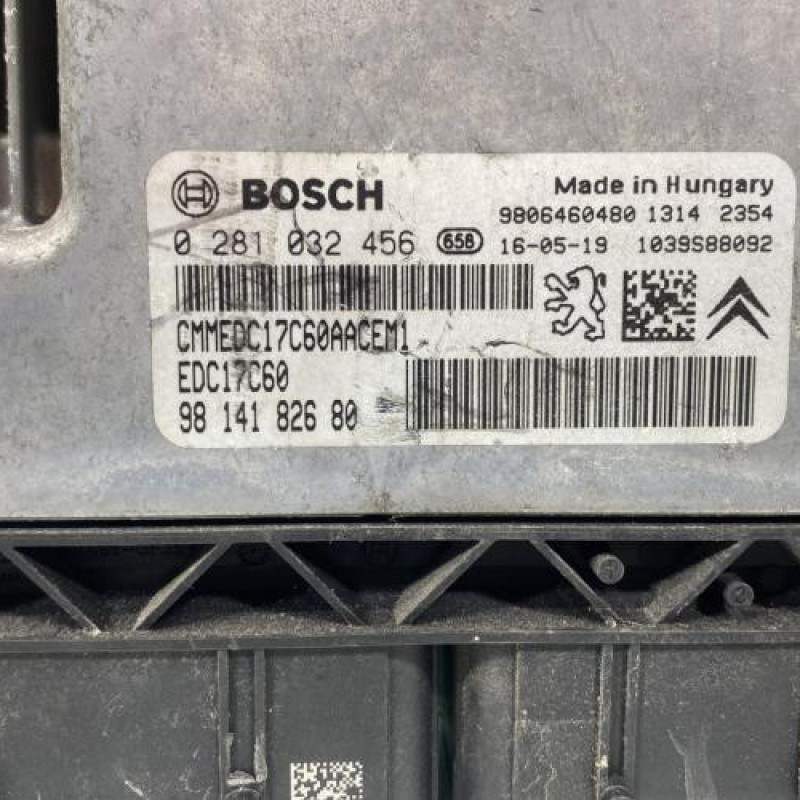 BOSCH
Made in Hungary
9806460480 1314 2354
0 281 032 456 658 16-05-19 1039S88092
CMMEDC17C60AACEM1
EDC17C60
98 141 826 80